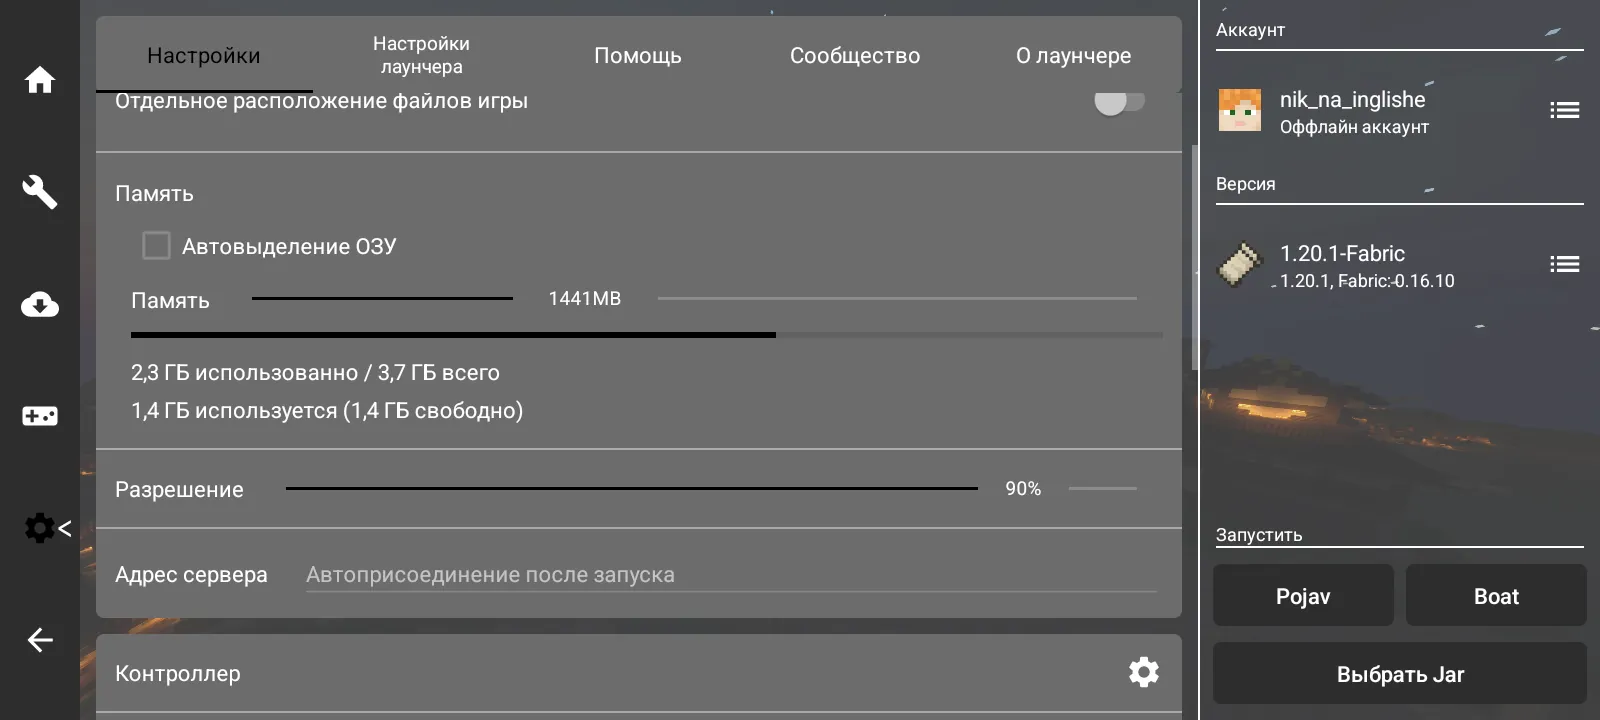 Настройки
Настройки
лаунчера
Помощь
Сообщество
О лаунчере
Отдельное расположение файлов игры
Память
Автовыделение ОЗУ
Память
1441MB
2,3 ГБ использованно / 3,7 ГБ всего
1,4 ГБ используется (1,4 ГБ свободно)
Разрешение
90%
Адрес сервера
Автоприсоединение после запуска
Контроллер
Аккаунт
nik_na_inglishe
Оффлайн аккаунт
Версия
1.20.1-Fabric
1.20.1, Fabric:0.16.10
Запустить
Pojav
Boat
Выбрать Jar